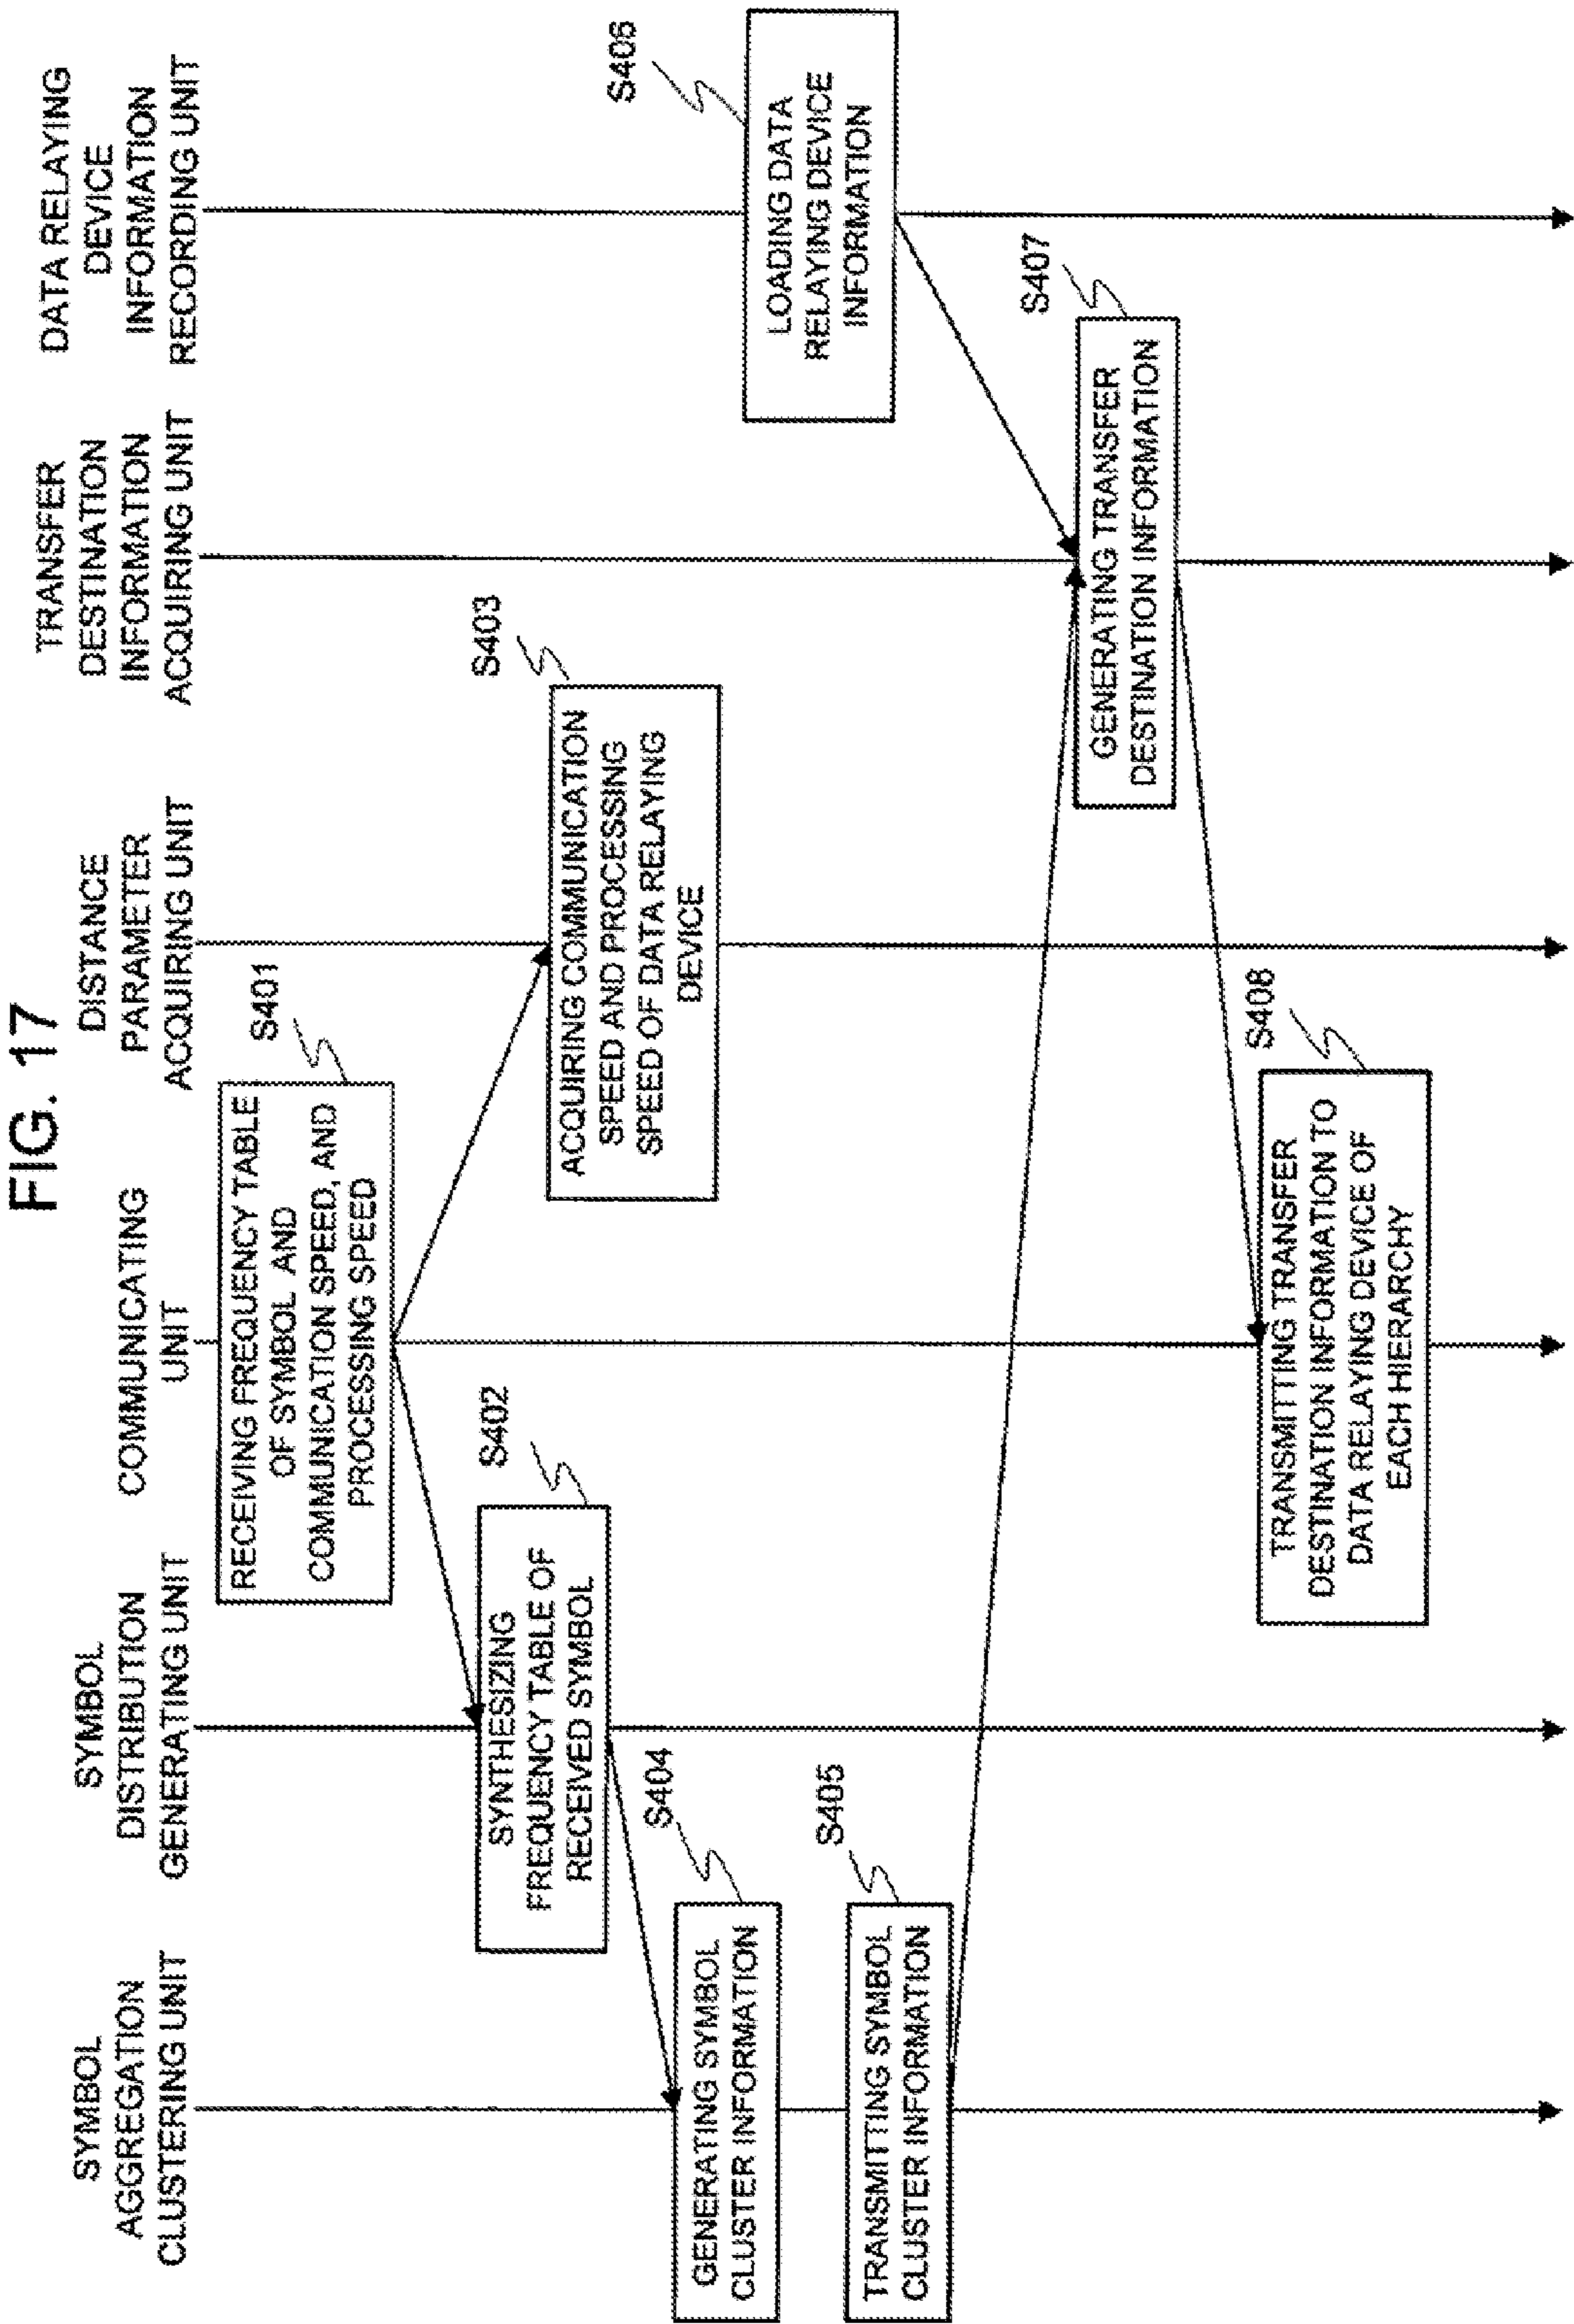 FIG. 17
SYMBOL
AGGREGATION
CLUSTERING UNIT
SYMBOL
DISTRIBUTION
GENERATING UNIT
COMMUNICATING
UNIT
DISTANCE
PARAMETER
ACQUIRING UNIT
TRANSFER
DESTINATION
INFORMATION
ACQUIRING UNIT
DATA RELAYING
DEVICE
INFORMATION
RECORDING UNIT
S401
RECEIVING FREQUENCY TABLE
OF SYMBOL AND
COMMUNICATION SPEED, AND
PROCESSING SPEED
S402
SYNTHESIZING
FREQUENCY TABLE OF
RECEIVED SYMBOL
S403
ACQUIRING COMMUNICATION
SPEED AND PROCESSING
SPEED OF DATA RELAYING
DEVICE
S404
GENERATING SYMBOL
CLUSTER INFORMATION
S405
TRANSMITTING SYMBOL
CLUSTER INFORMATION
S406
LOADING DATA
RELAYING DEVICE
INFORMATION
S407
GENERATING TRANSFER
DESTINATION INFORMATION
S408
TRANSMITTING TRANSFER
DESTINATION INFORMATION TO
DATA RELAYING DEVICE OF
EACH HIERARCHY